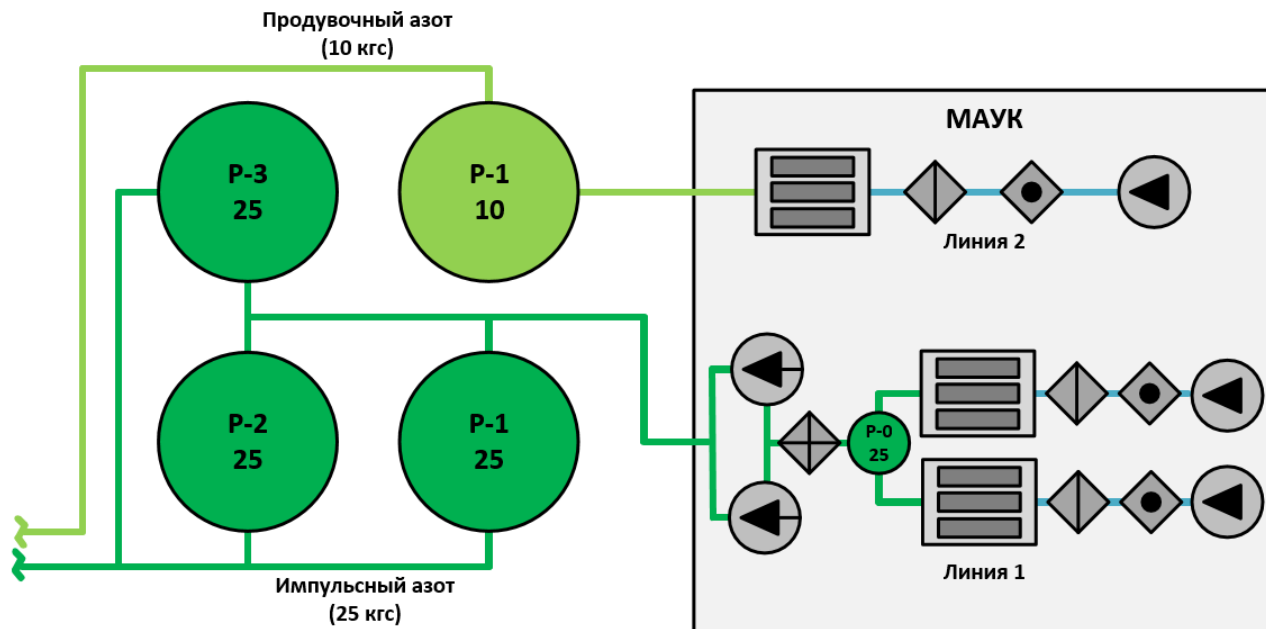 Продувочный азот
(10 кгс)
МАУК
Р-3
25
Р-1
10
Линия 2
Р-2
25
Р-1
25
Р-0
25
Линия 1
Импульсный азот
(25 кгс)